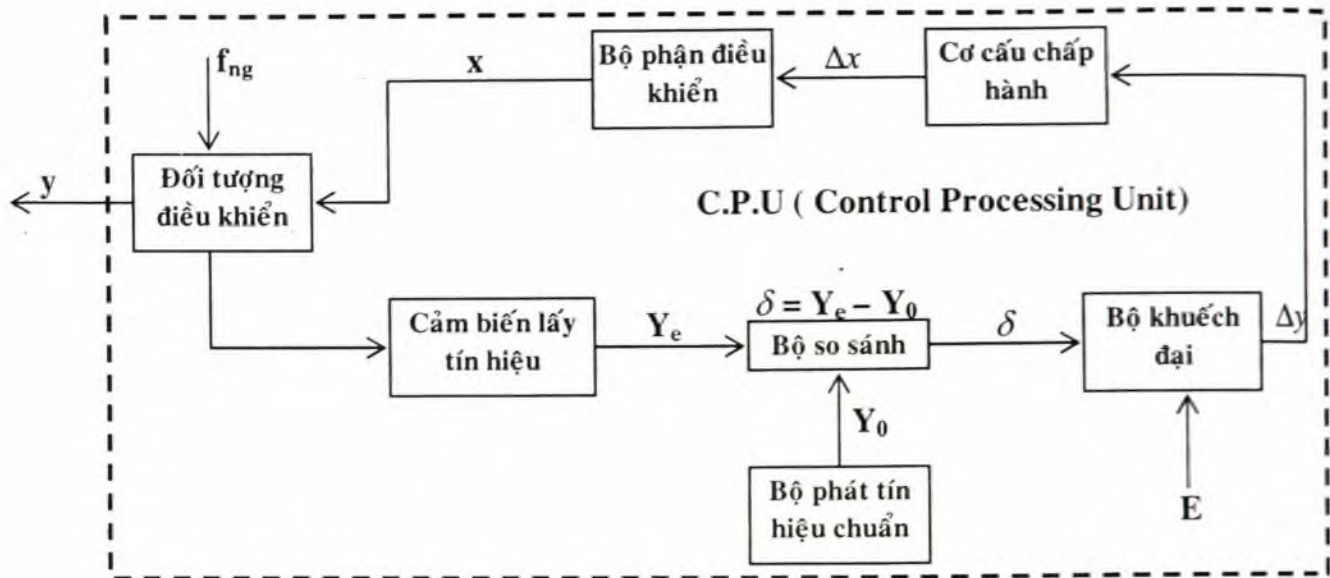 f_ng
x
Bộ phận điều
khiển
Δx
Cơ cấu chấp
hành
y
Đối tượng
điều khiển
C.P.U ( Control Processing Unit)
Cảm biến lấy
tín hiệu
Y_e
δ = Y_e – Y_0
Bộ so sánh
δ
Bộ khuếch
đại
Δy
Y_0
Bộ phát tín
hiệu chuẩn
E